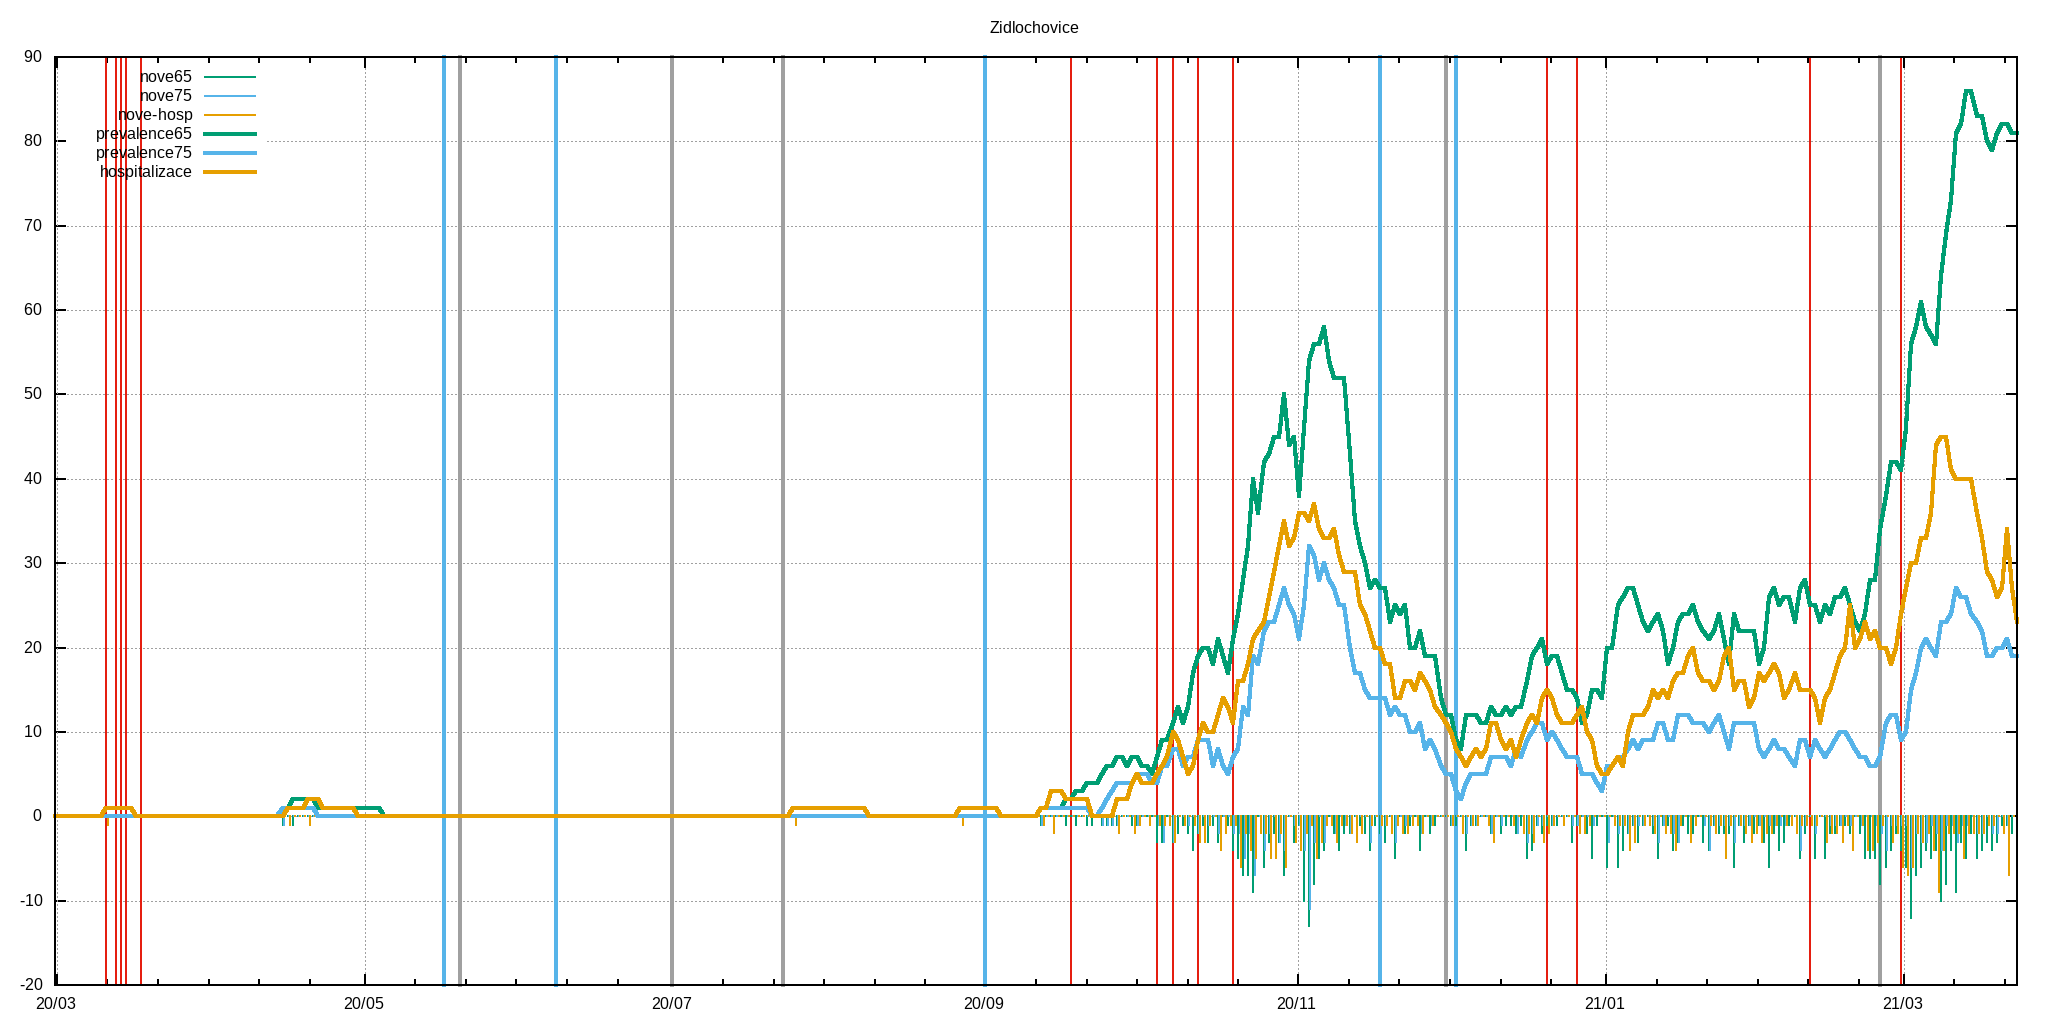 Zidlochovice
90
80
70
60
50
40
30
20
10
0
-10
-20
nove65
nove75
nove-hosp
prevalence65
prevalence75
hospitalizace
20/03 20/05 20/07 20/09 20/11 21/01 21/03